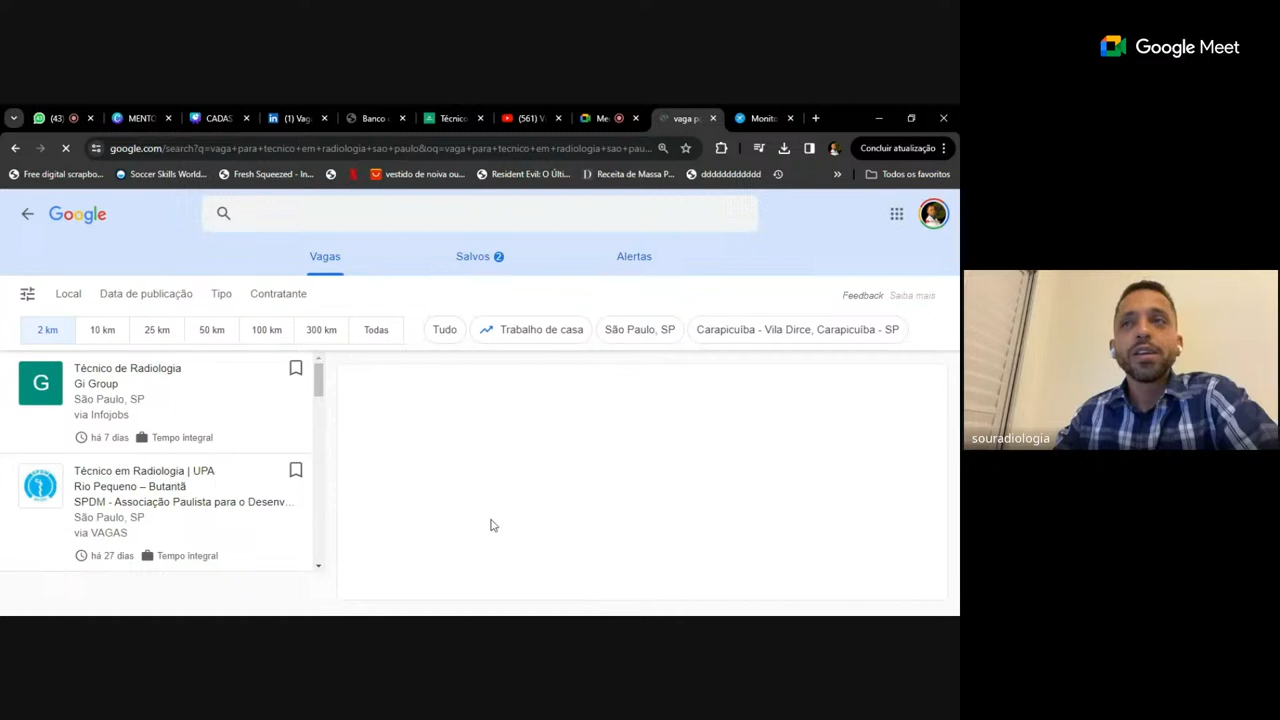 Google Meet
(43)
MENTO
CADAS
(1) Vag
Banco
Técnic
(561) V
Me
vaga p
Monito
google.com/search?q=vaga+para+tecnico+em+radiologia+sao+paulo&oq=vaga+para+tecnico+em+radiologia+sao+pau...
Concluir atualização
Free digital scrapbo...
Soccer Skills World...
Fresh Squeezed - In...
vestido de noiva ou...
Resident Evil: O Últi...
Receita de Massa P...
dddddddddddd
Todos os favoritos
Google
Vagas
Salvos 2
Alertas
Local
Data de publicação
Tipo
Contratante
Feedback
Saiba mais
2 km
10 km
25 km
50 km
100 km
300 km
Todas
Tudo
Trabalho de casa
São Paulo, SP
Carapicuíba - Vila Dirce, Carapicuíba - SP
G
Técnico de Radiologia
Gi Group
São Paulo, SP
via Infojobs
há 7 dias
Tempo integral
Técnico em Radiologia | UPA
Rio Pequeno – Butantã
SPDM - Associação Paulista para o Desenv...
São Paulo, SP
via VAGAS
há 27 dias
Tempo integral
souradiologia